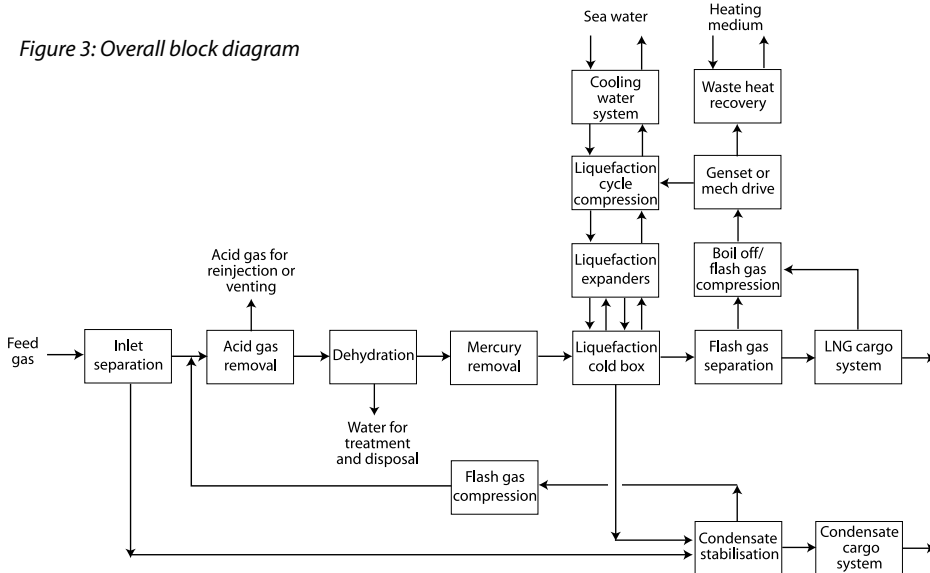 Figure 3: Overall block diagram
Sea water
Heating
medium
Cooling
water
system
Waste heat
recovery
Liquefaction
cycle
compression
Genset or
mech drive
Acid gas for
reinjection or
venting
Liquefaction
expanders
Boil off/
flash gas
compression
Feed
gas
Inlet
separation
Acid gas
removal
Dehydration
Mercury
removal
Liquefaction
cold box
Flash gas
separation
LNG cargo
system
Water for
treatment
and disposal
Flash gas
compression
Condensate
stabilisation
Condensate
cargo
system